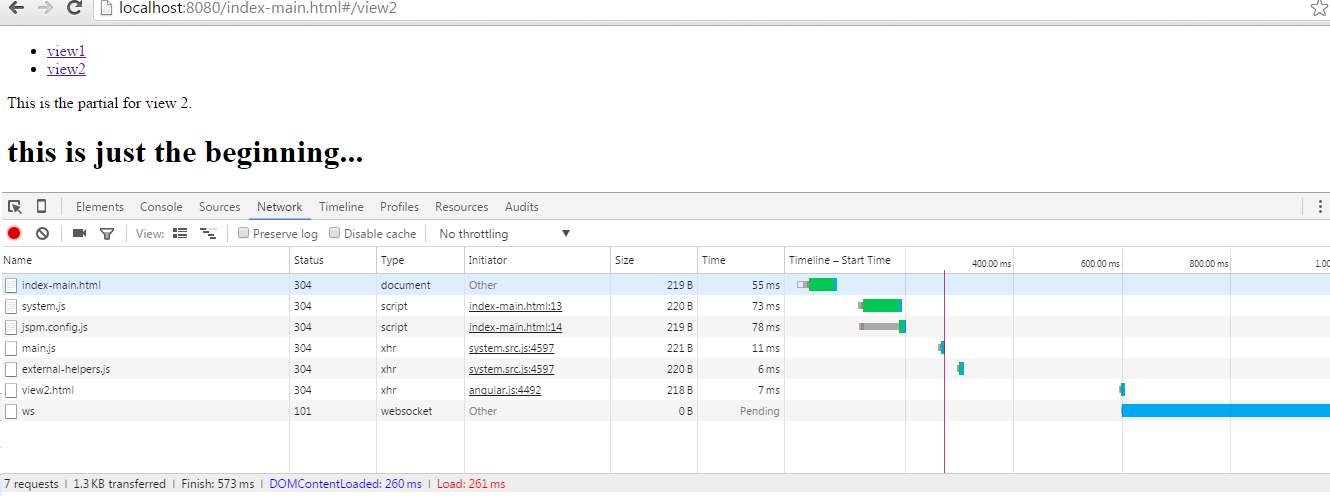 localhost:8080/index-main.html#/view2
view1
view2
This is the partial for view 2.
this is just the beginning...
Elements Console Sources Network Timeline Profiles Resources Audits
View: Preserve log Disable cache No throttling
Name Status Type Initiator Size Time Timeline – Start Time 400.00 ms 600.00 ms 800.00 ms 1.00
index-main.html 304 document Other 219 B 55 ms
system.js 304 script index-main.html:13 220 B 73 ms
jspm.config.js 304 script index-main.html:14 219 B 78 ms
main.js 304 xhr system.src.js:4597 221 B 11 ms
external-helpers.js 304 xhr system.src.js:4597 220 B 6 ms
view2.html 304 xhr angular.js:4492 218 B 7 ms
ws 101 websocket Other 0 B Pending
7 requests | 1.3 KB transferred | Finish: 573 ms | DOMContentLoaded: 260 ms | Load: 261 ms